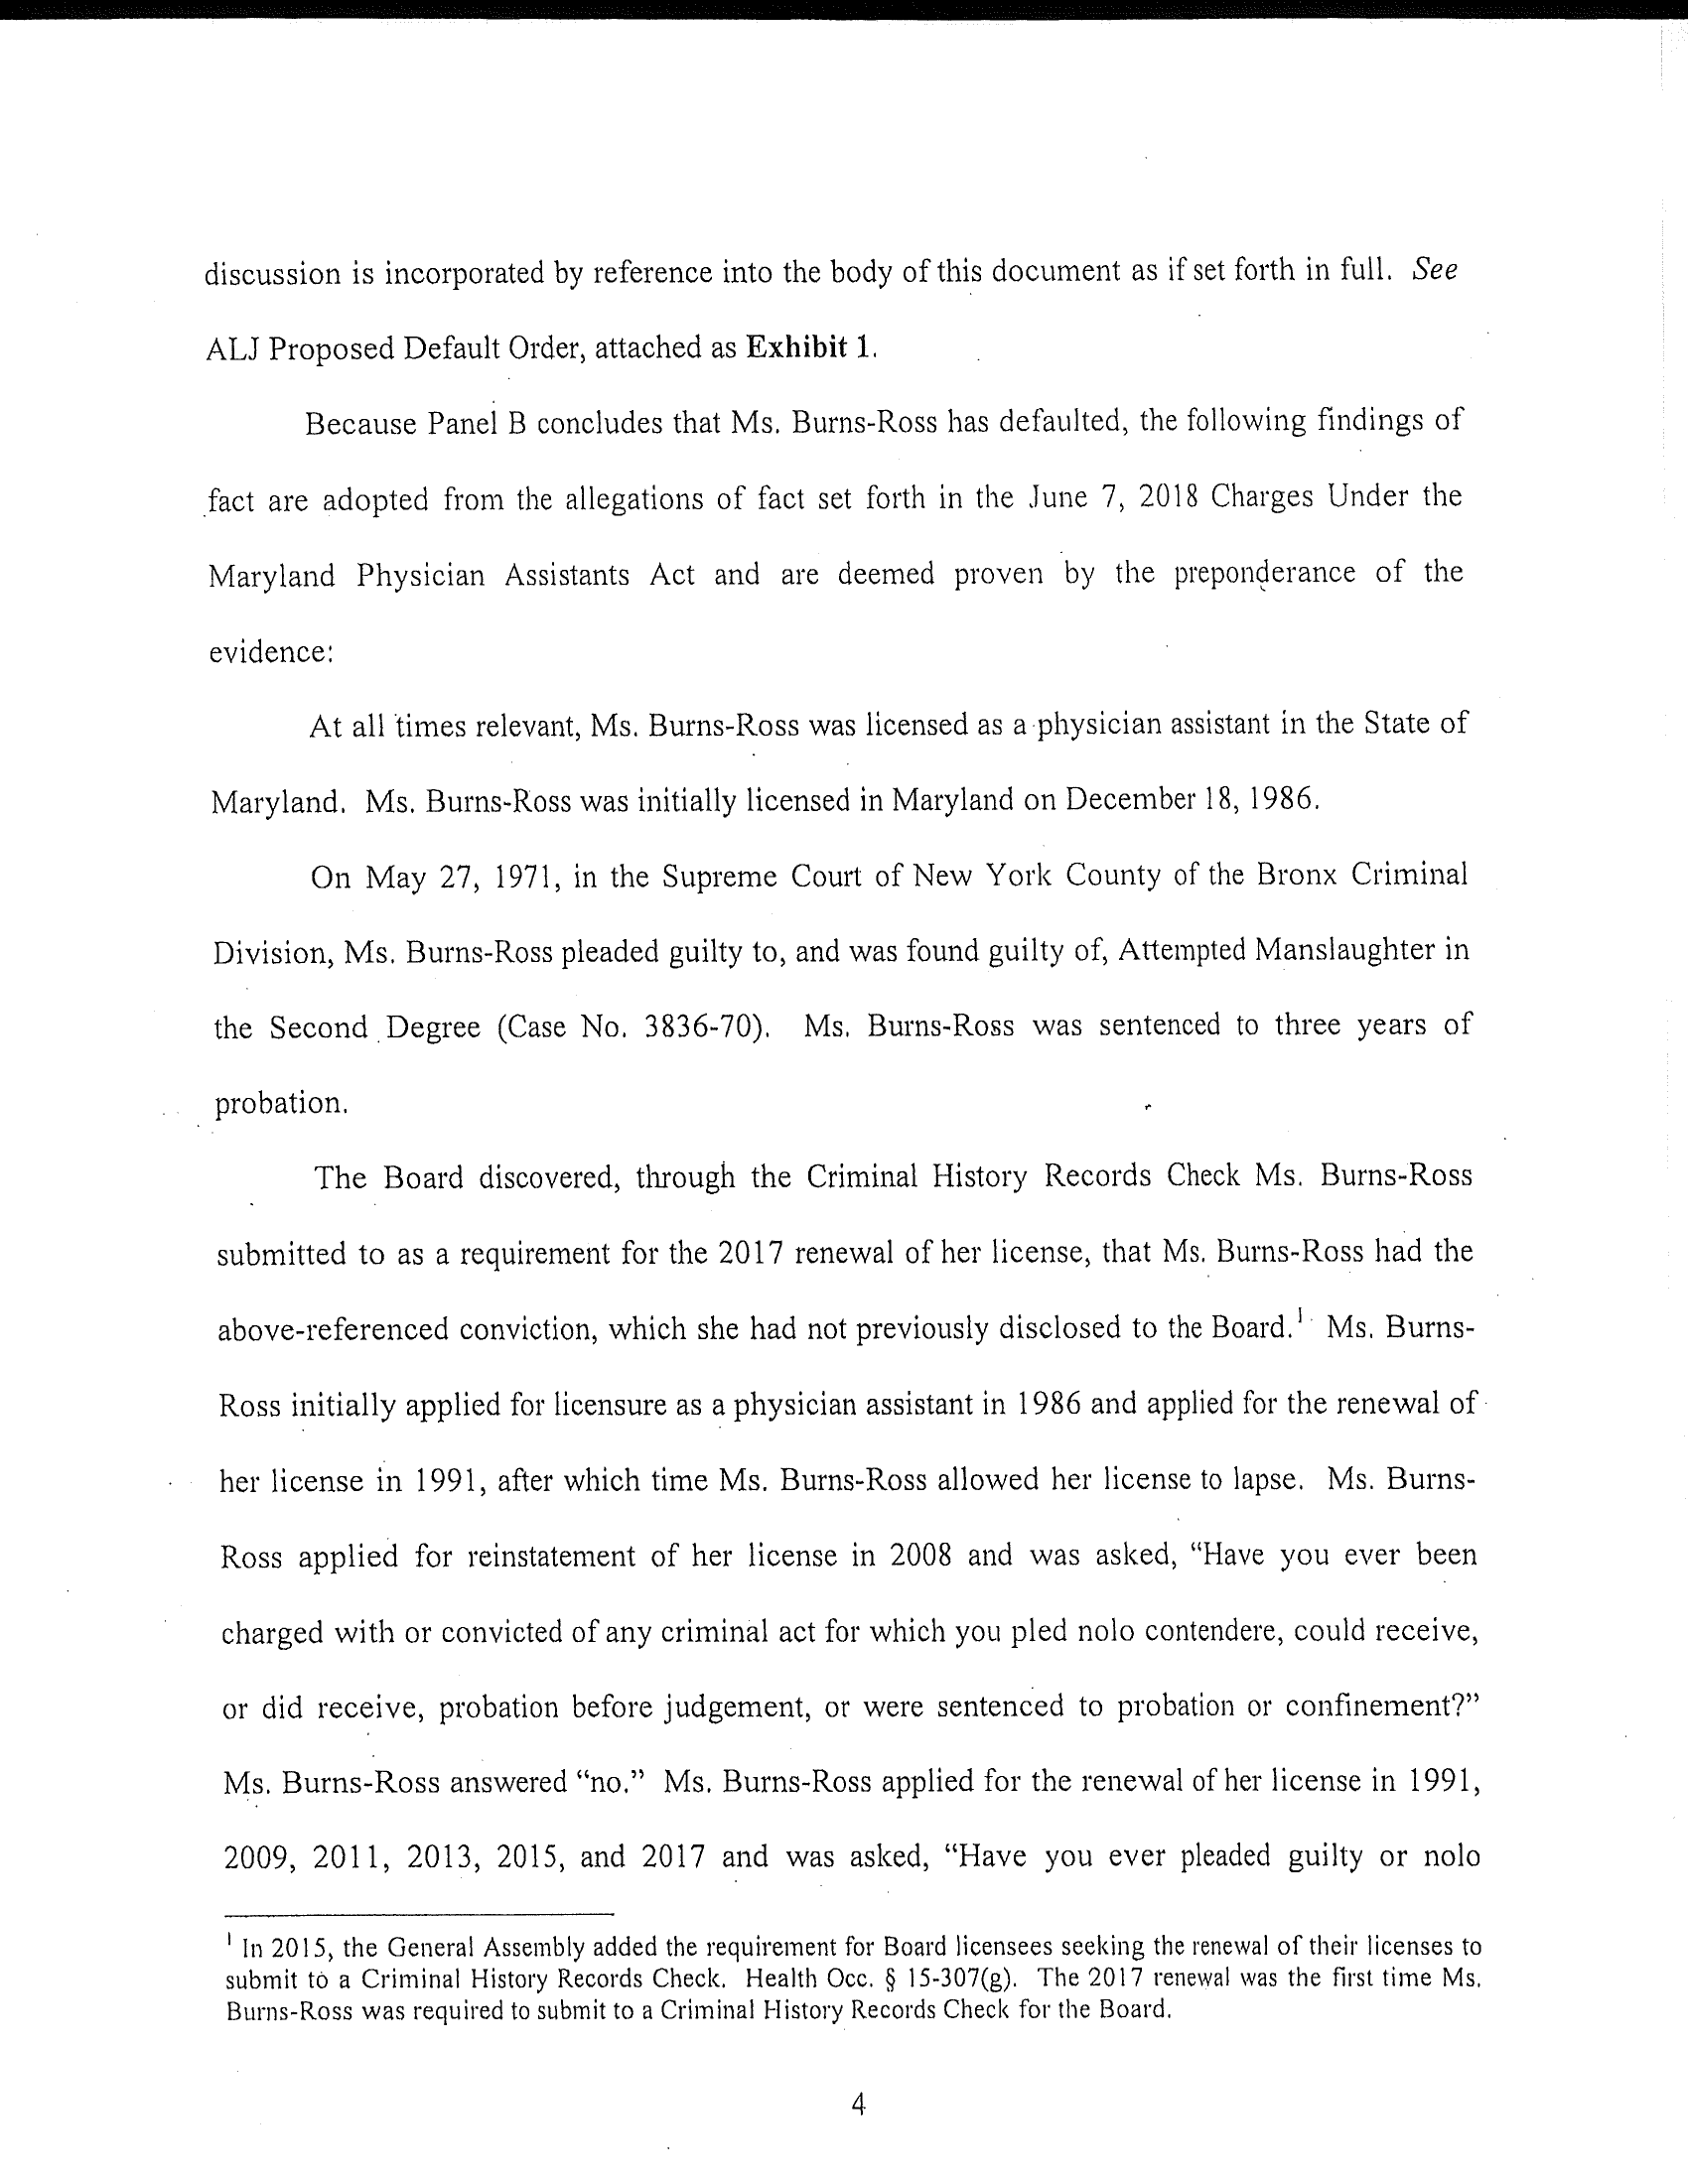 discussion is incorporated by reference into the body of this document as if set forth in full. See
ALJ Proposed Default Order, attached as Exhibit 1.
Because Panel B concludes that Ms. Burns-Ross has defaulted, the following findings of
fact are adopted from the allegations of fact set forth in the June 7, 2018 Charges Under the
Maryland Physician Assistants Act and are deemed proven by the preponderance of the
evidence:
At all times relevant, Ms. Burns-Ross was licensed as a physician assistant in the State of
Maryland. Ms. Burns-Ross was initially licensed in Maryland on December 18, 1986.
On May 27, 1971, in the Supreme Court of New York County of the Bronx Criminal
Division, Ms. Burns-Ross pleaded guilty to, and was found guilty of, Attempted Manslaughter in
the Second Degree (Case No. 3836-70). Ms. Burns-Ross was sentenced to three years of
probation.
The Board discovered, through the Criminal History Records Check Ms. Burns-Ross
submitted to as a requirement for the 2017 renewal of her license, that Ms. Burns-Ross had the
above-referenced conviction, which she had not previously disclosed to the Board.¹ Ms. Burns-
Ross initially applied for licensure as a physician assistant in 1986 and applied for the renewal of
her license in 1991, after which time Ms. Burns-Ross allowed her license to lapse. Ms. Burns-
Ross applied for reinstatement of her license in 2008 and was asked, “Have you ever been
charged with or convicted of any criminal act for which you pled nolo contendere, could receive,
or did receive, probation before judgement, or were sentenced to probation or confinement?”
Ms. Burns-Ross answered “no.” Ms. Burns-Ross applied for the renewal of her license in 1991,
2009, 2011, 2013, 2015, and 2017 and was asked, “Have you ever pleaded guilty or nolo
¹ In 2015, the General Assembly added the requirement for Board licensees seeking the renewal of their licenses to
submit to a Criminal History Records Check. Health Occ. § 15-307(g). The 2017 renewal was the first time Ms.
Burns-Ross was required to submit to a Criminal History Records Check for the Board.
4